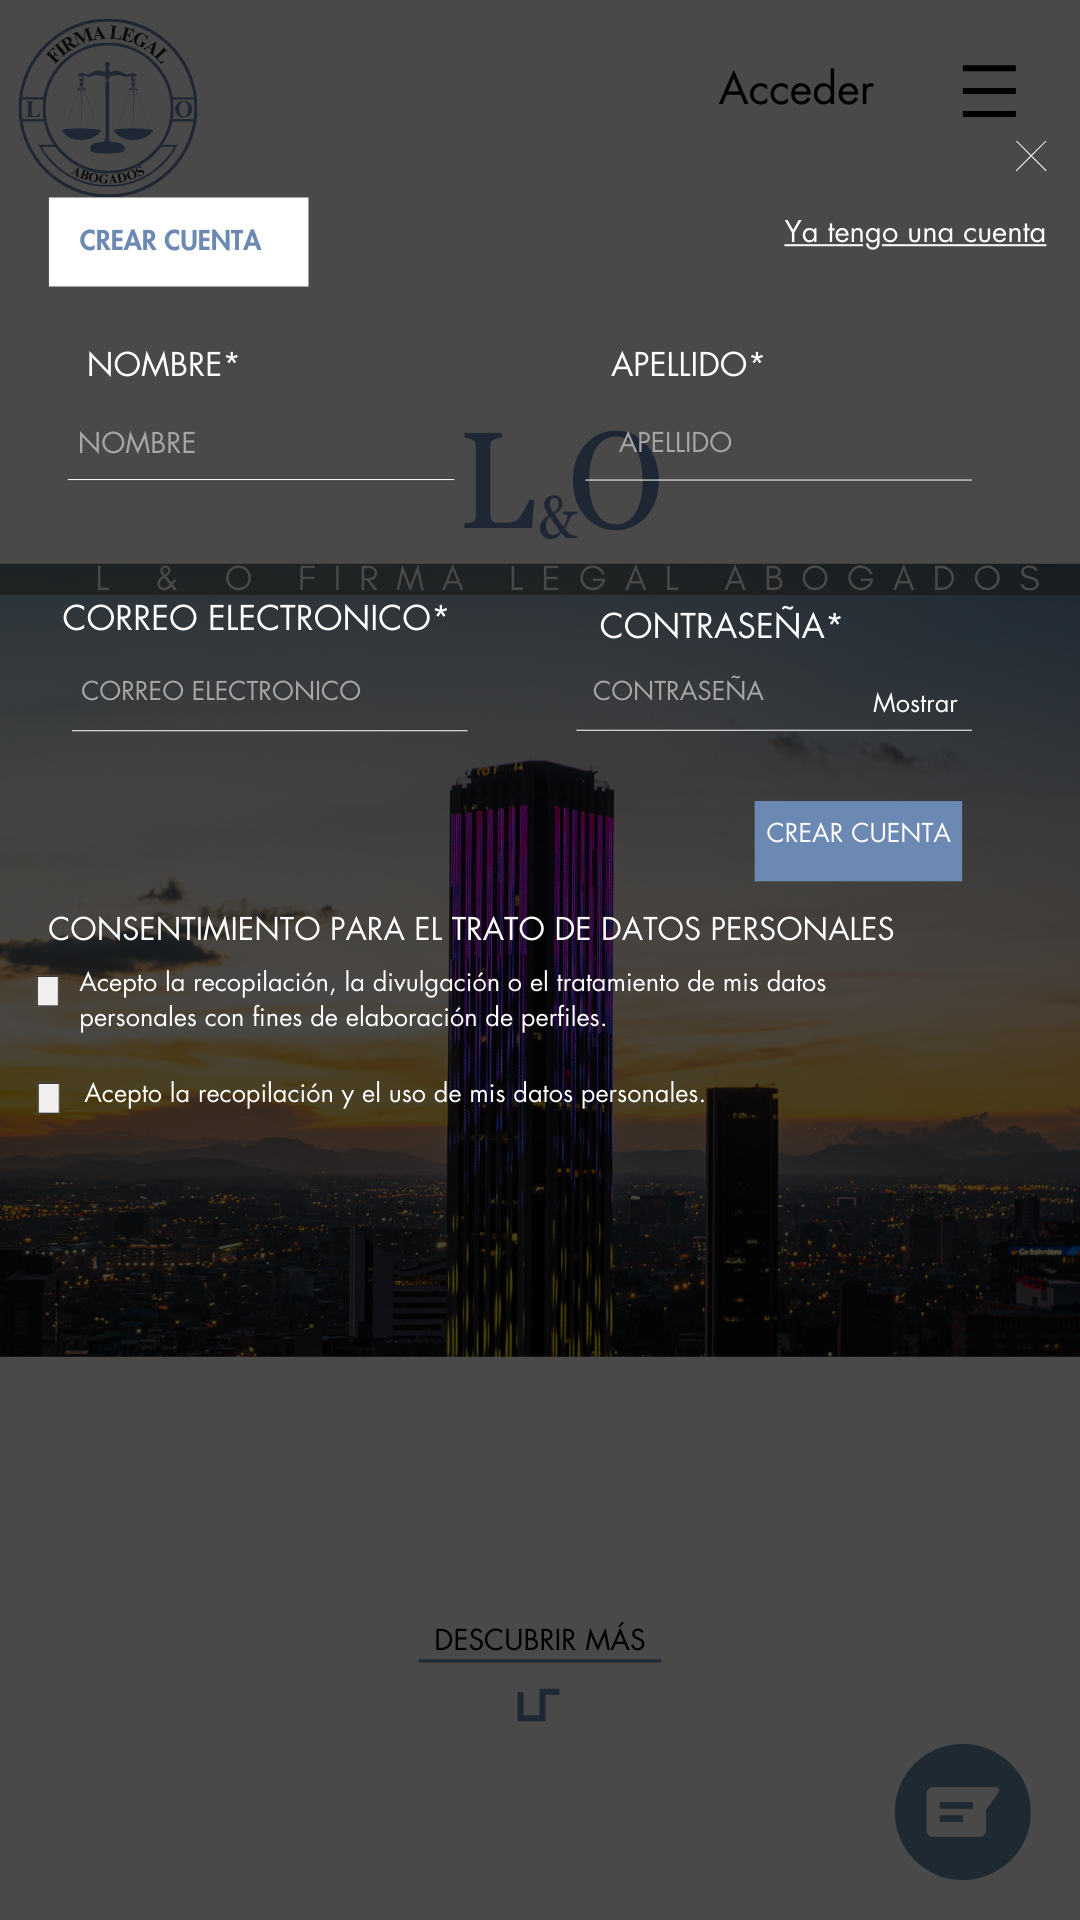 FIRMA LEGAL
L
O
ABOGADOS
Acceder
CREAR CUENTA
Ya tengo una cuenta
NOMBRE*
APELLIDO*
NOMBRE
APELLIDO
L&O
L & O FIRMA LEGAL ABOGADOS
CORREO ELECTRONICO*
CONTRASEÑA*
CORREO ELECTRONICO
CONTRASEÑA
Mostrar
CREAR CUENTA
CONSENTIMIENTO PARA EL TRATO DE DATOS PERSONALES
Acepto la recopilación, la divulgación o el tratamiento de mis datos
personales con fines de elaboración de perfiles.
Acepto la recopilación y el uso de mis datos personales.
DESCUBRIR MÁS